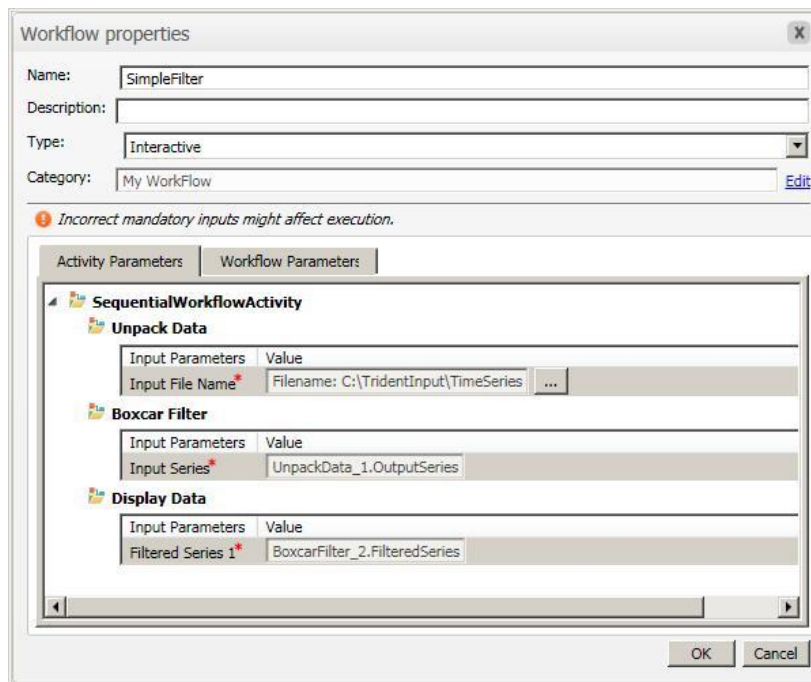 Workflow properties
X
Name: SimpleFilter
Description:
Type: Interactive
Category: My WorkFlow Edit
Incorrect mandatory inputs might affect execution.
Activity Parameters Workflow Parameters
SequentialWorkflowActivity
Unpack Data
Input Parameters Value
Input File Name* Filename: C:\TridentInput\TimeSeries ...
Boxcar Filter
Input Parameters Value
Input Series* UnpackData_1.OutputSeries
Display Data
Input Parameters Value
Filtered Series 1* BoxcarFilter_2.FilteredSeries
OK Cancel